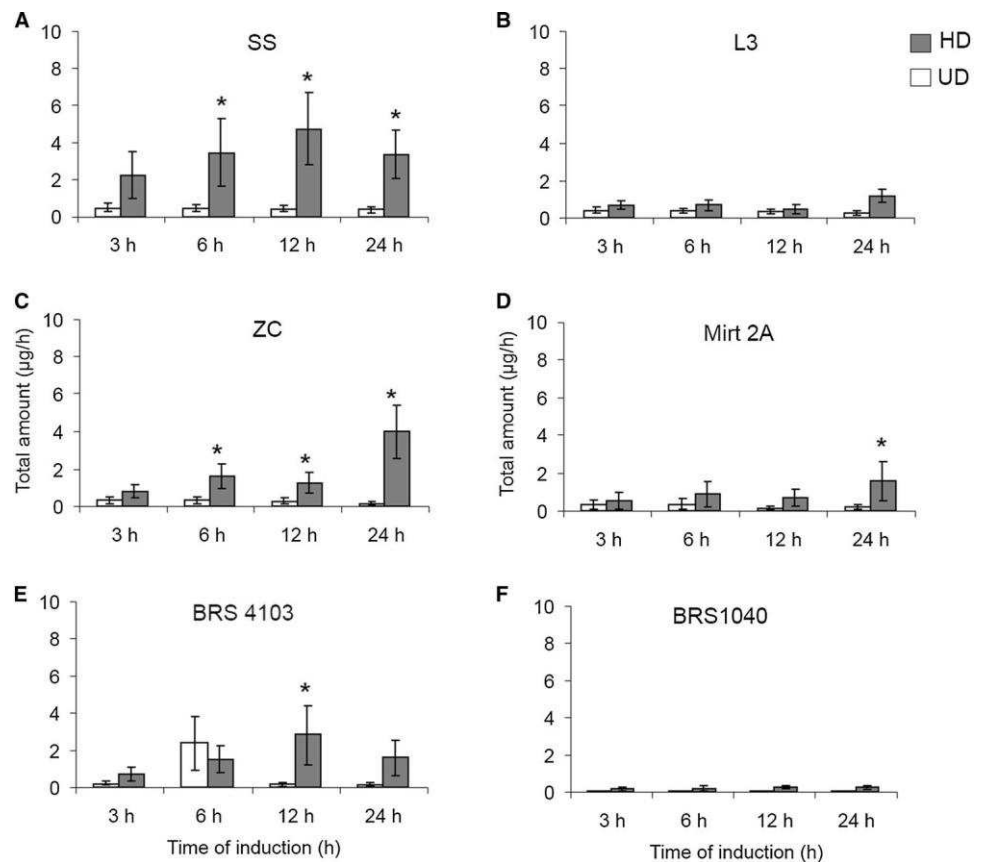 A
SS
10
8
6
4
2
0
* * *
3 h 6 h 12 h 24 h
B
L3
HD
UD
10
8
6
4
2
0
3 h 6 h 12 h 24 h
C
ZC
Total amount (µg/h)
10
8
6
4
2
0
* * *
3 h 6 h 12 h 24 h
D
Mirt 2A
Total amount (µg/h)
10
8
6
4
2
0
*
3 h 6 h 12 h 24 h
E
BRS 4103
10
8
6
4
2
0
*
3 h 6 h 12 h 24 h
Time of induction (h)
F
BRS1040
10
8
6
4
2
0
3 h 6 h 12 h 24 h
Time of induction (h)